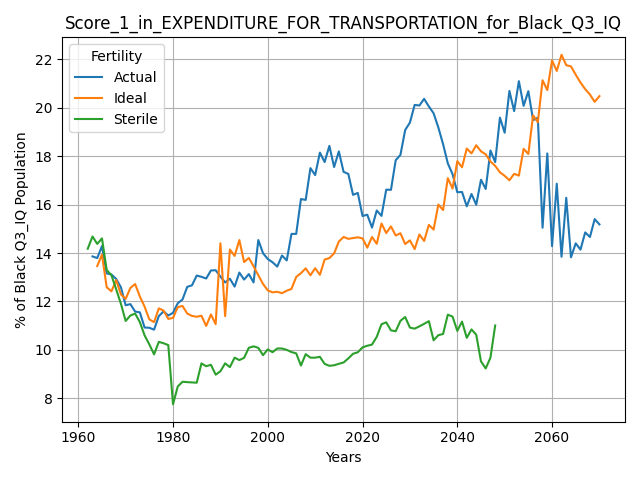 Score_1_in_EXPENDITURE_FOR_TRANSPORTATION_for_Black_Q3_IQ
Fertility
Actual
Ideal
Sterile
% of Black Q3_IQ Population
22
20
18
16
14
12
10
8
1960
1980
2000
2020
2040
2060
Years